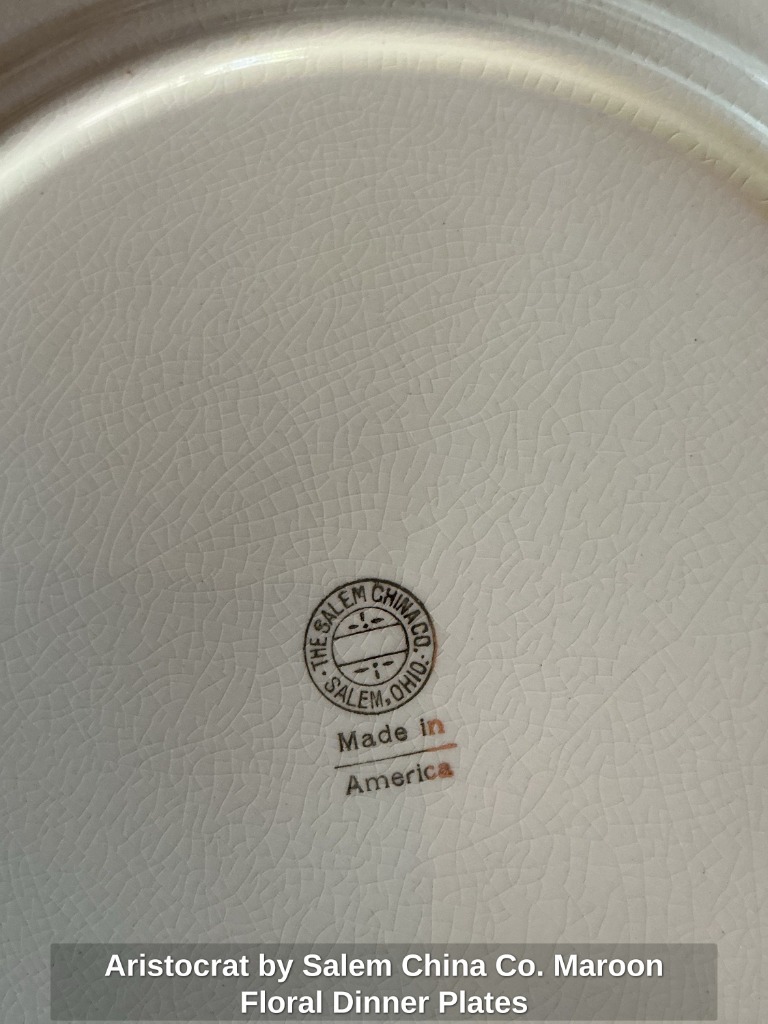 THE SALEM CHINA CO.
SALEM, OHIO.
Made in
America
Aristocrat by Salem China Co. Maroon
Floral Dinner Plates